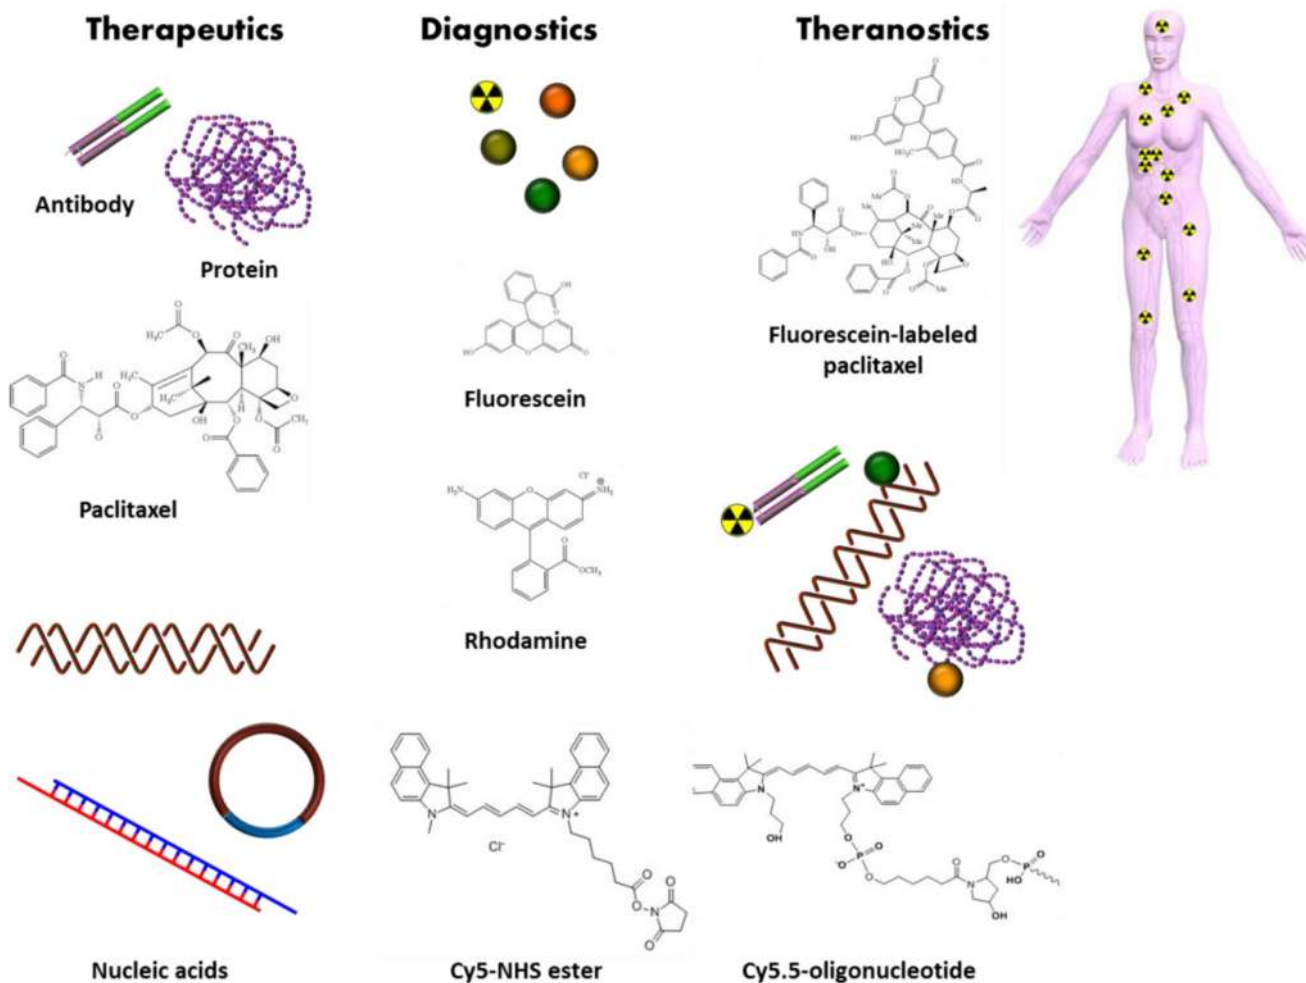 Therapeutics
Diagnostics
Theranostics
Antibody
Protein
Paclitaxel
Nucleic acids
Fluorescein
Rhodamine
Cy5-NHS ester
Fluorescein-labeled
paclitaxel
Cy5.5-oligonucleotide